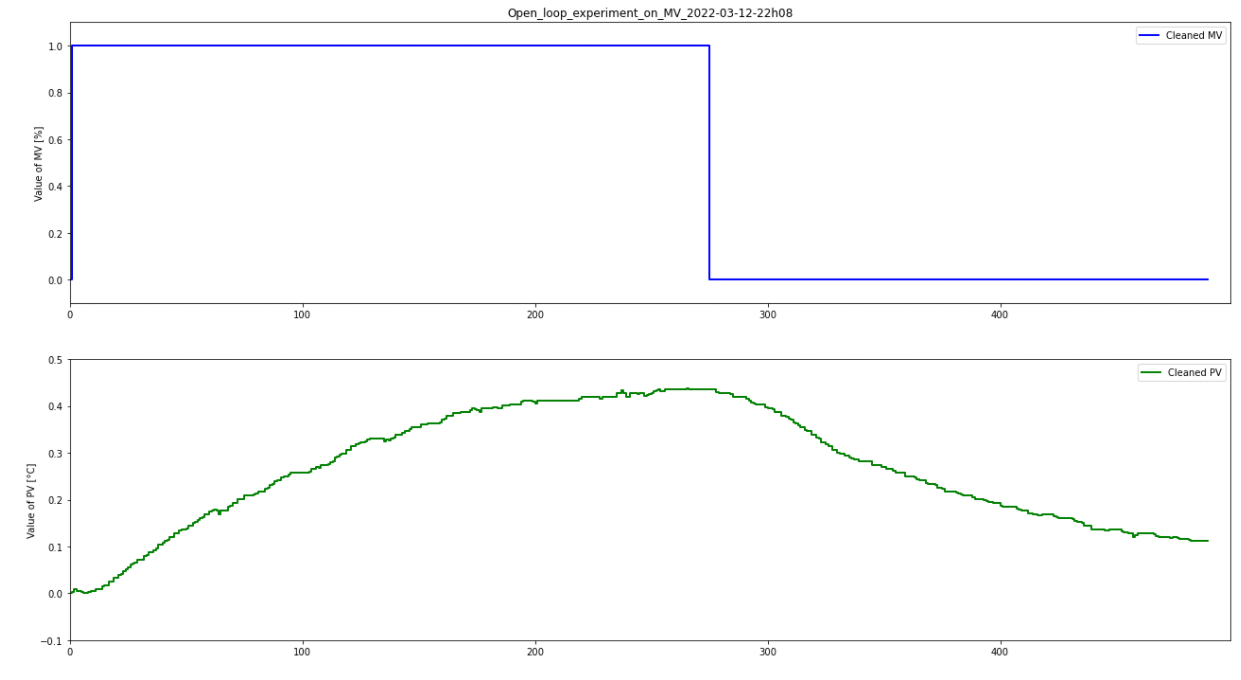 Open_loop_experiment_on_MV_2022-03-12-22h08
Cleaned MV
Value of MV [%]
1.0
0.8
0.6
0.4
0.2
0.0
0 100 200 300 400
Cleaned PV
Value of PV [°C]
0.5
0.4
0.3
0.2
0.1
0.0
−0.1
0 100 200 300 400